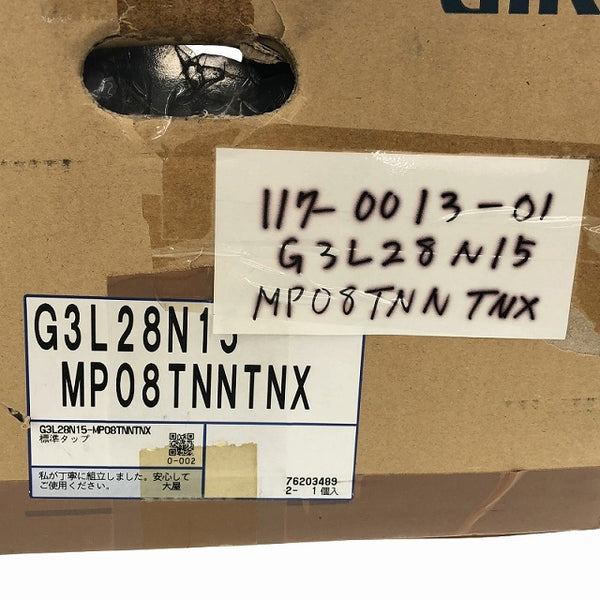 117-0013-01
G3L28N15
MP08TNNTNX
G3L28N15
MP08TNNTNX
G3L28N15-MP08TNNTNX
標準タップ
0-002
私が丁寧に組立しました。安心して
ご使用ください。 大屋
76203489
2- 1個入